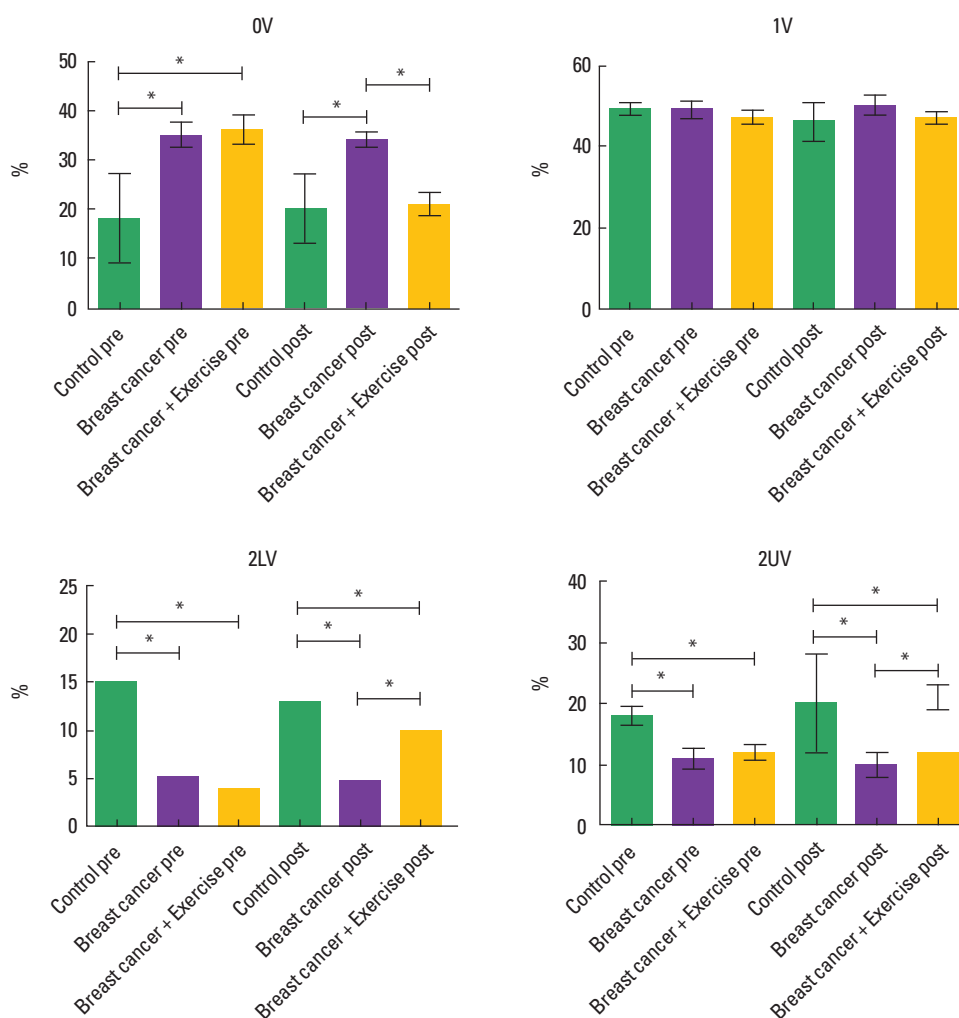 0V
50
40
30
20
10
0
%
*
*
*
*
Control pre
Breast cancer pre
Breast cancer + Exercise pre
Control post
Breast cancer post
Breast cancer + Exercise post
1V
60
40
20
0
%
Control pre
Breast cancer pre
Breast cancer + Exercise pre
Control post
Breast cancer post
Breast cancer + Exercise post
2LV
25
20
15
10
5
0
%
*
*
*
*
*
Control pre
Breast cancer pre
Breast cancer + Exercise pre
Control post
Breast cancer post
Breast cancer + Exercise post
2UV
40
30
20
10
0
%
*
*
*
*
*
Control pre
Breast cancer pre
Breast cancer + Exercise pre
Control post
Breast cancer post
Breast cancer + Exercise post